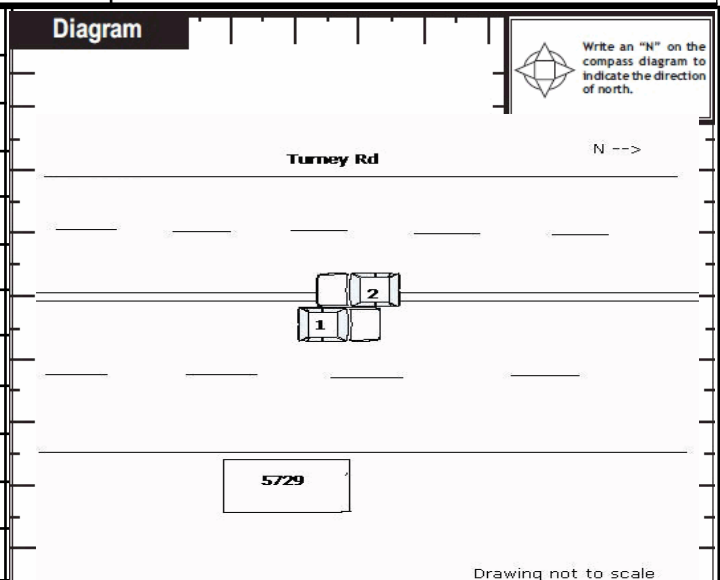 Diagram
Write an "N" on the
compass diagram to
indicate the direction
of north.
Turney Rd
N -->
2
1
5729
Drawing not to scale